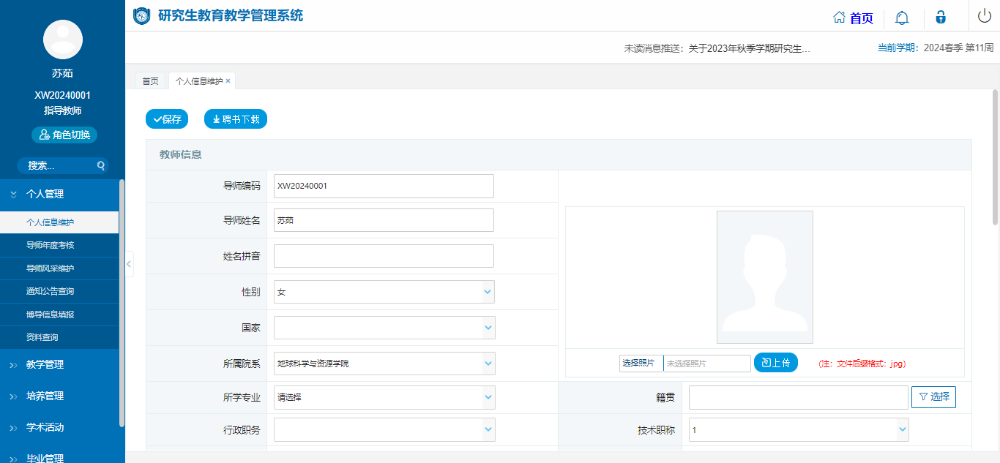 研究生教育教学管理系统
首页
未读消息推送：关于2023年秋季学期研究生...
当前学期：2024春季 第11周
苏茹
XW20240001
指导教师
角色切换
搜索...
个人管理
个人信息维护
导师年度考核
导师风采维护
通知公告查询
博导信息填报
资料查询
教学管理
培养管理
学术活动
毕业管理
首页
个人信息维护 ×
保存
聘书下载
教师信息
导师编码 XW20240001
导师姓名 苏茹
姓名拼音
性别 女
国家
所属院系 地球科学与资源学院
选择照片 未选择照片 上传 (注：文件后缀格式：jpg)
所学专业 请选择
籍贯 选择
行政职务
技术职称 1